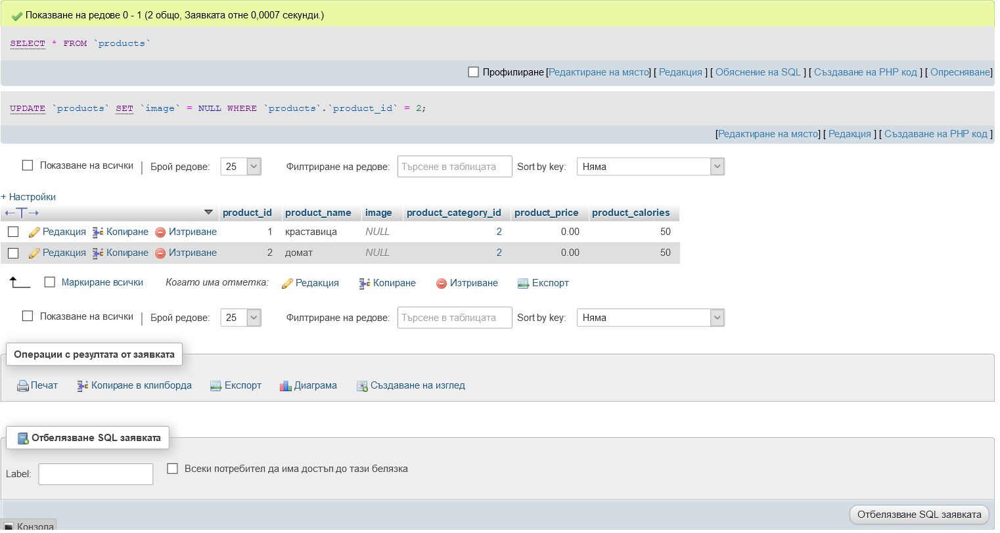 Показване на редове 0 - 1 (2 общо, Заявката отне 0,0007 секунди.)
SELECT * FROM `products`
Профилиране [Редактиране на място] [ Редакция ] [ Обяснение на SQL ] [ Създаване на PHP код ] [ Опресняване]
UPDATE `products` SET `image` = NULL WHERE `products`.`product_id` = 2;
[Редактиране на място] [ Редакция ] [ Създаване на PHP код ]
Показване на всички | Брой редове: 25 Филтриране на редове: Търсене в таблицата Sort by key: Няма
+ Настройки
←T→ product_id product_name image product_category_id product_price product_calories
Редакция Копиране Изтриване 1 краставица NULL 2 0.00 50
Редакция Копиране Изтриване 2 домат NULL 2 0.00 50
Маркиране всички Когато има отметка: Редакция Копиране Изтриване Експорт
Показване на всички | Брой редове: 25 Филтриране на редове: Търсене в таблицата Sort by key: Няма
Операции с резултата от заявката
Печат Копиране в клипборда Експорт Диаграма Създаване на изглед
Отбелязване SQL заявката
Label: Всеки потребител да има достъп до тази белязка
Отбелязване SQL заявката
Конзола